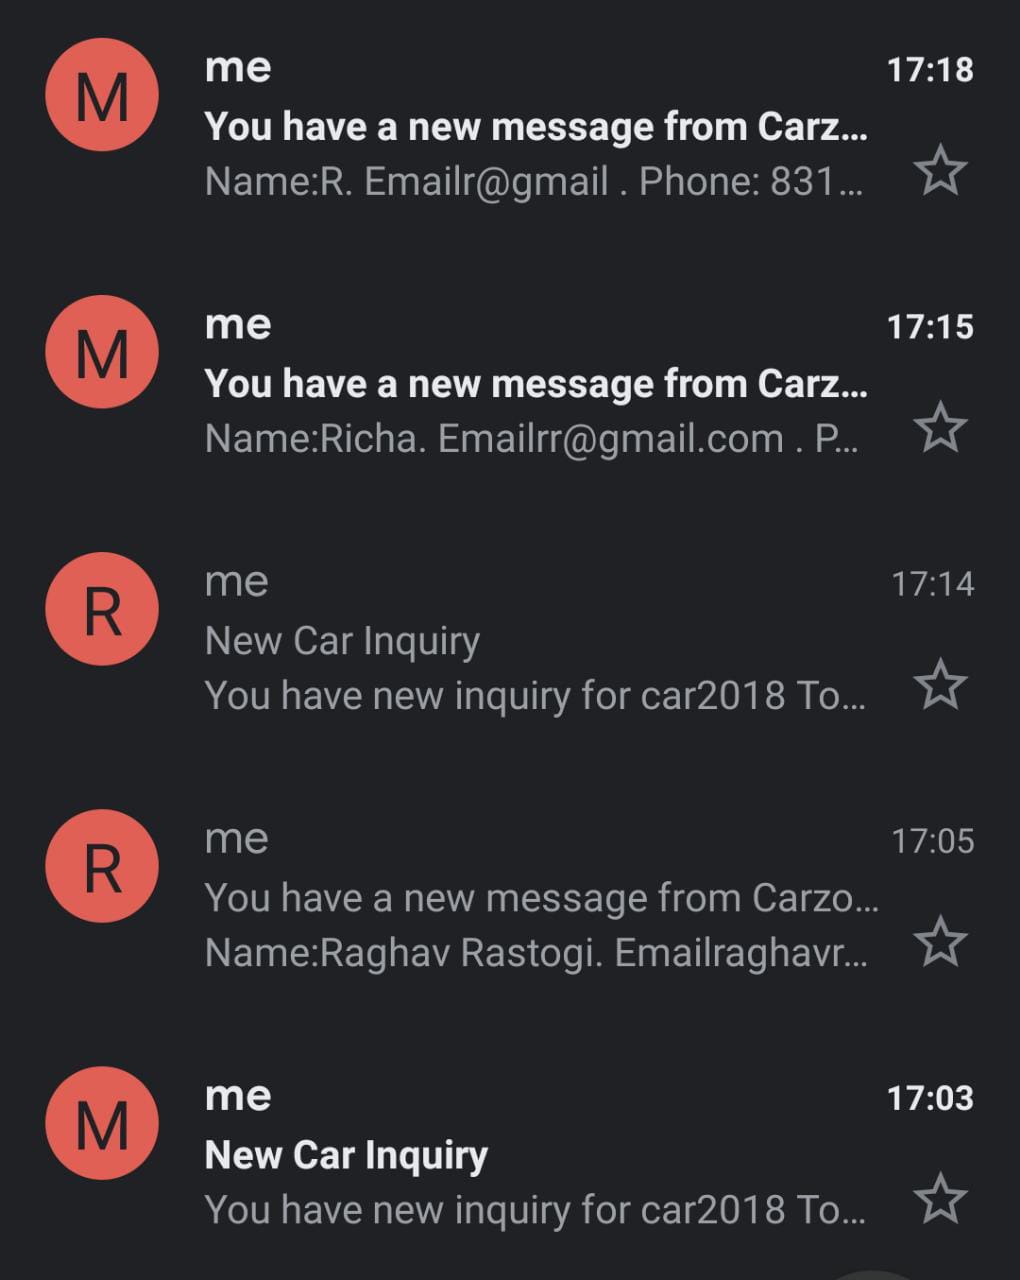 M
me
17:18
You have a new message from Carz...
Name:R. Emailr@gmail . Phone: 831...
M
me
17:15
You have a new message from Carz...
Name:Richa. Emailrr@gmail.com . P...
R
me
17:14
New Car Inquiry
You have new inquiry for car2018 To...
R
me
17:05
You have a new message from Carzo...
Name:Raghav Rastogi. Emailraghavr...
M
me
17:03
New Car Inquiry
You have new inquiry for car2018 To...